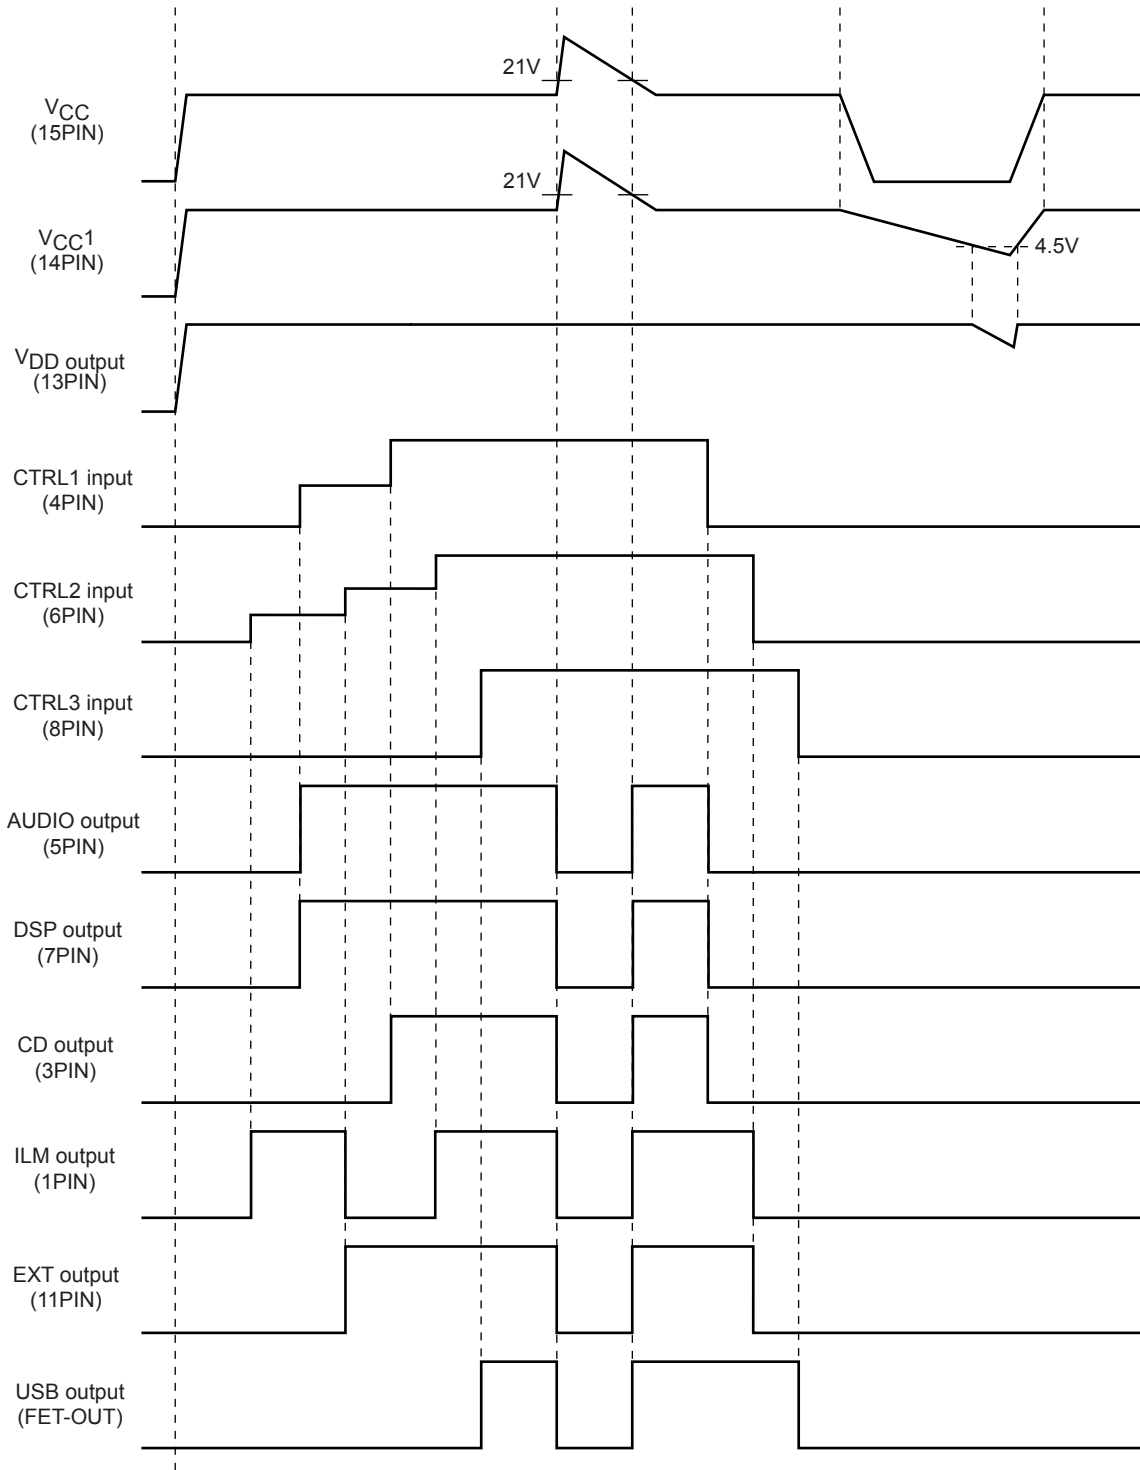 21V
VCC
(15PIN)
21V
VCC1
(14PIN)
4.5V
VDD output
(13PIN)
CTRL1 input
(4PIN)
CTRL2 input
(6PIN)
CTRL3 input
(8PIN)
AUDIO output
(5PIN)
DSP output
(7PIN)
CD output
(3PIN)
ILM output
(1PIN)
EXT output
(11PIN)
USB output
(FET-OUT)